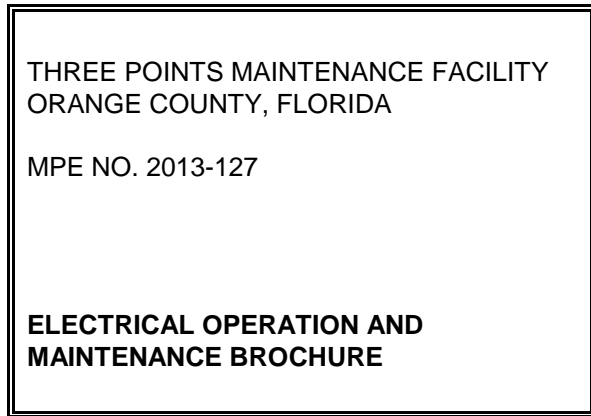 THREE POINTS MAINTENANCE FACILITY
ORANGE COUNTY, FLORIDA
MPE NO. 2013-127
ELECTRICAL OPERATION AND
MAINTENANCE BROCHURE